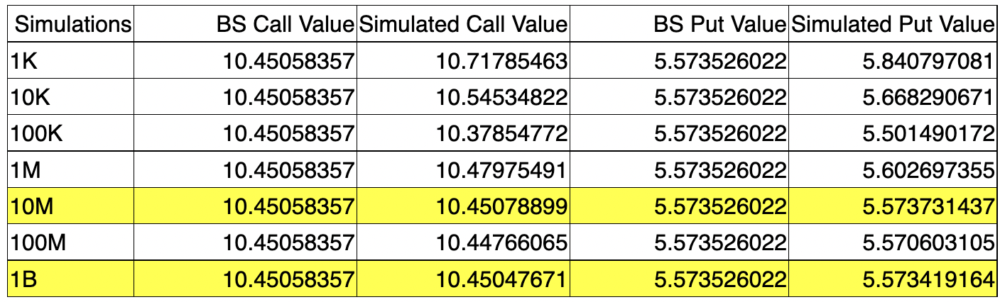 Simulations BS Call Value Simulated Call Value BS Put Value Simulated Put Value
1K 10.45058357 10.71785463 5.573526022 5.840797081
10K 10.45058357 10.54534822 5.573526022 5.668290671
100K 10.45058357 10.37854772 5.573526022 5.501490172
1M 10.45058357 10.47975491 5.573526022 5.602697355
10M 10.45058357 10.45078899 5.573526022 5.573731437
100M 10.45058357 10.44766065 5.573526022 5.570603105
1B 10.45058357 10.45047671 5.573526022 5.573419164